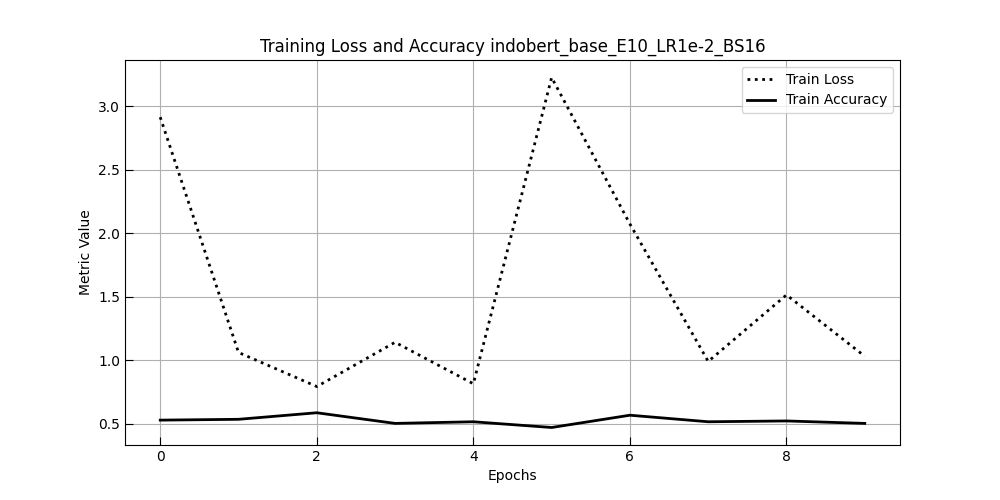 Training Loss and Accuracy indobert_base_E10_LR1e-2_BS16
Train Loss
Train Accuracy
Metric Value
3.0
2.5
2.0
1.5
1.0
0.5
0 2 4 6 8
Epochs